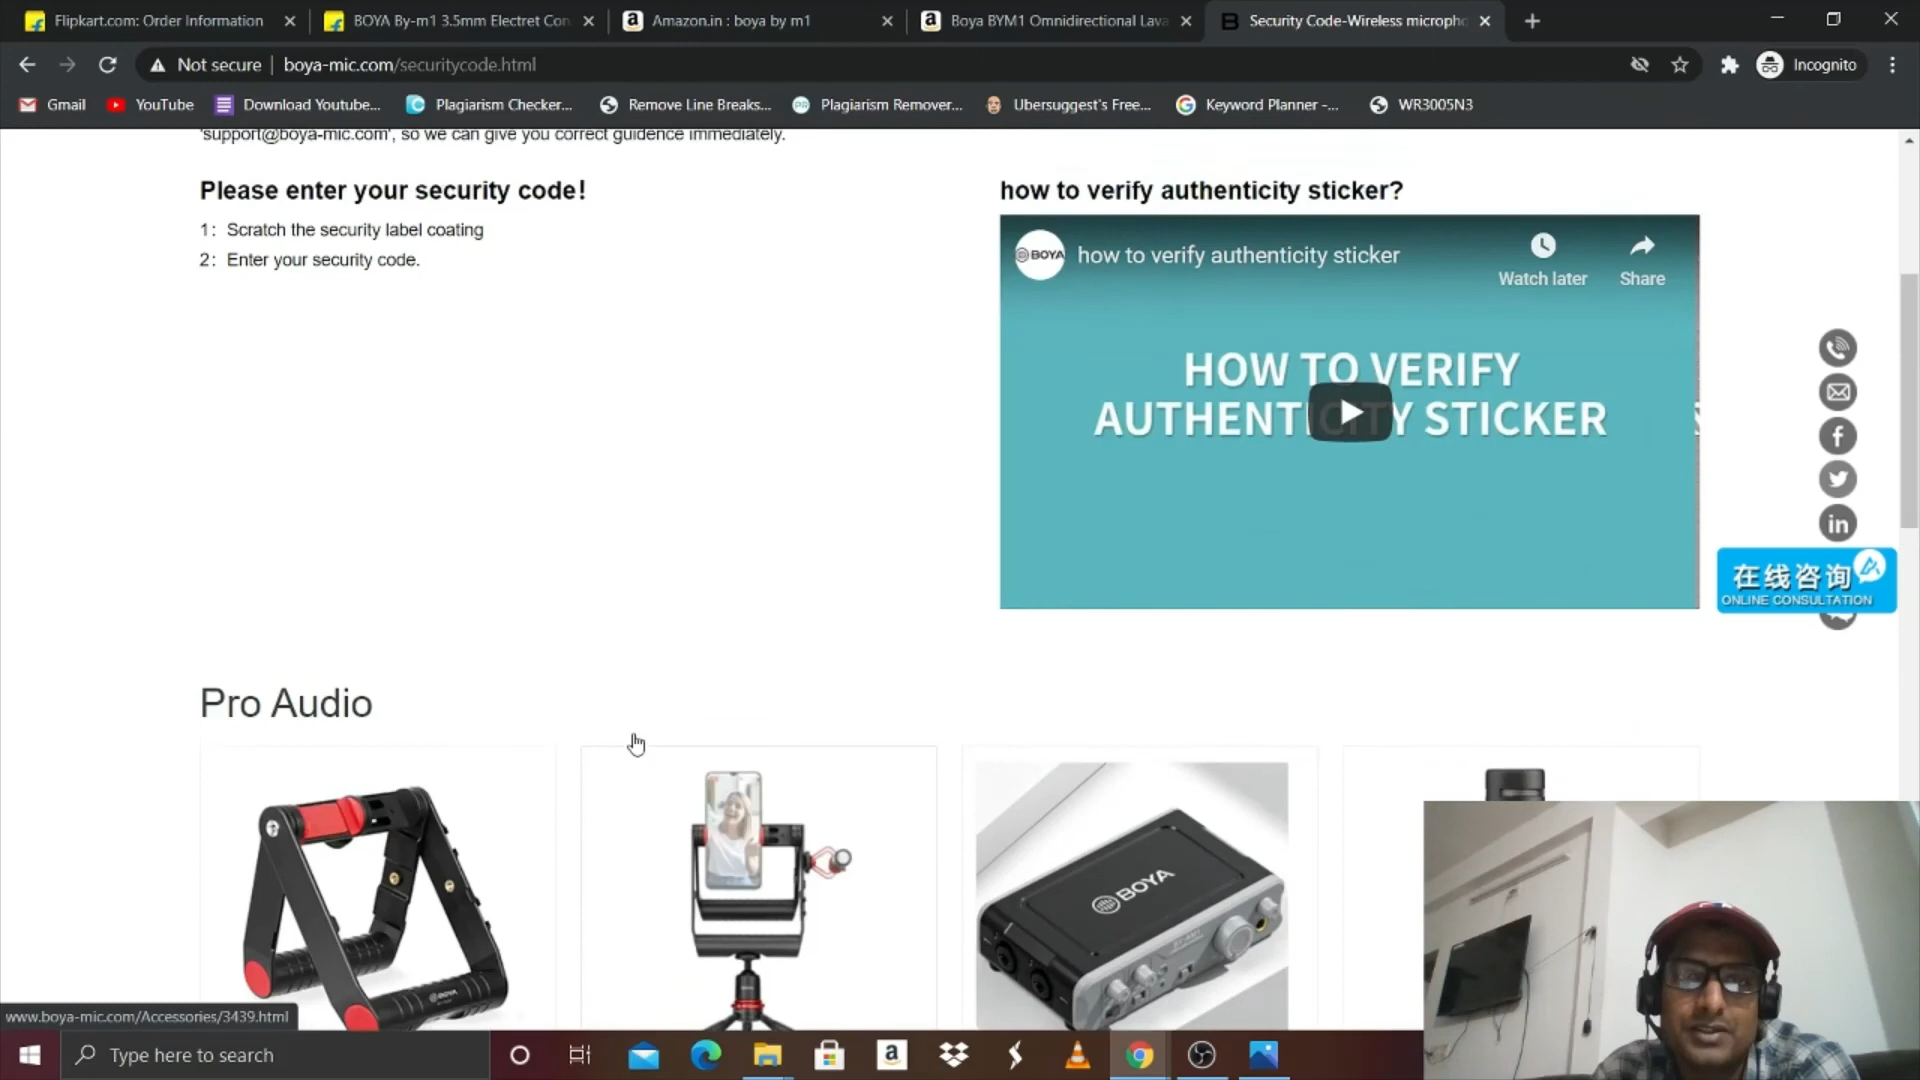 Flipkart.com: Order Information
BOYA By-m1 3.5mm Electret Con
Amazon.in : boya by m1
Boya BYM1 Omnidirectional Lava
Security Code-Wireless micropho
Not secure
boya-mic.com/securitycode.html
Incognito
Gmail
YouTube
Download Youtube...
Plagiarism Checker...
Remove Line Breaks...
Plagiarism Remover...
Ubersuggest's Free...
Keyword Planner -...
WR3005N3
'support@boya-mic.com', so we can give you correct guidence immediately.
Please enter your security code!
1: Scratch the security label coating
2: Enter your security code.
how to verify authenticity sticker?
BOYA
how to verify authenticity sticker
Watch later
Share
HOW TO VERIFY
AUTHENTICITY STICKER
在线咨询
ONLINE CONSULTATION
Pro Audio
BOYA
BOYA
www.boya-mic.com/Accessories/3439.html
Type here to search